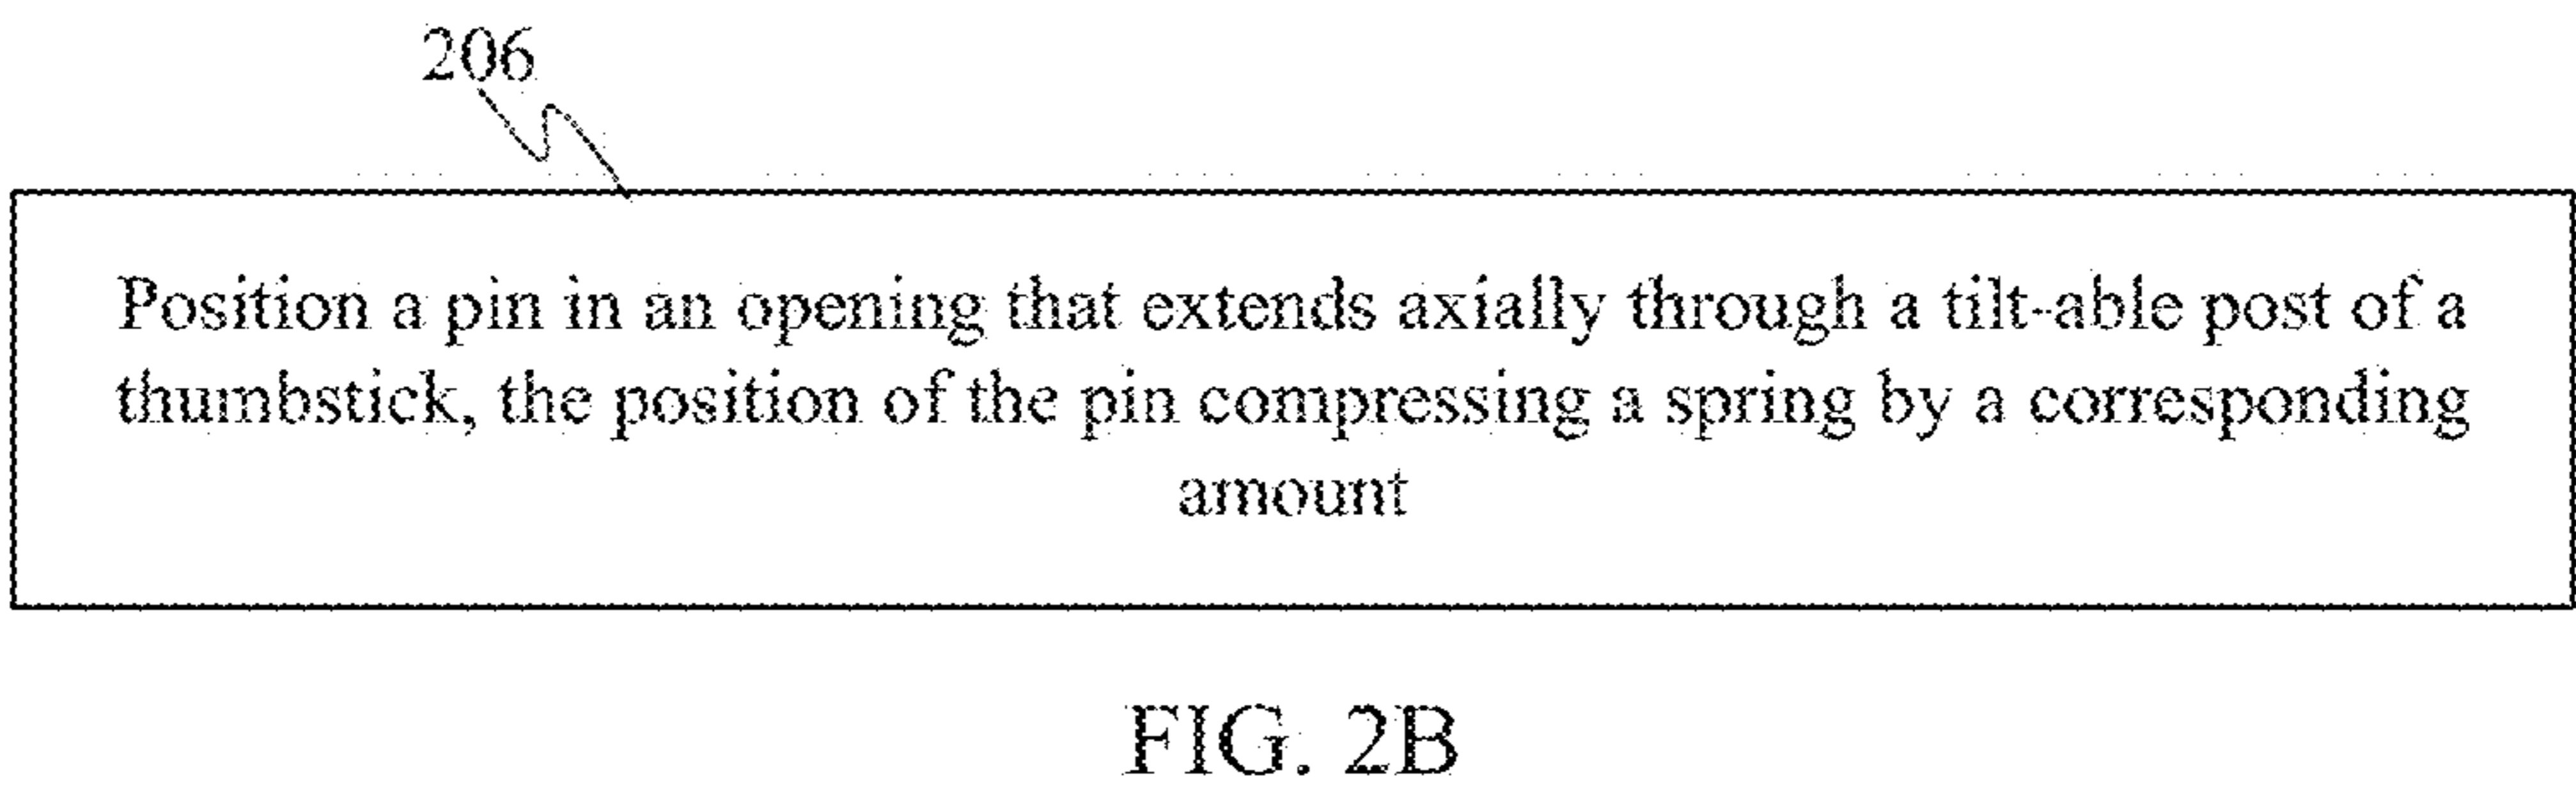 206
Position a pin in an opening that extends axially through a tilt-able post of a
thumbstick, the position of the pin compressing a spring by a corresponding
amount
FIG. 2B